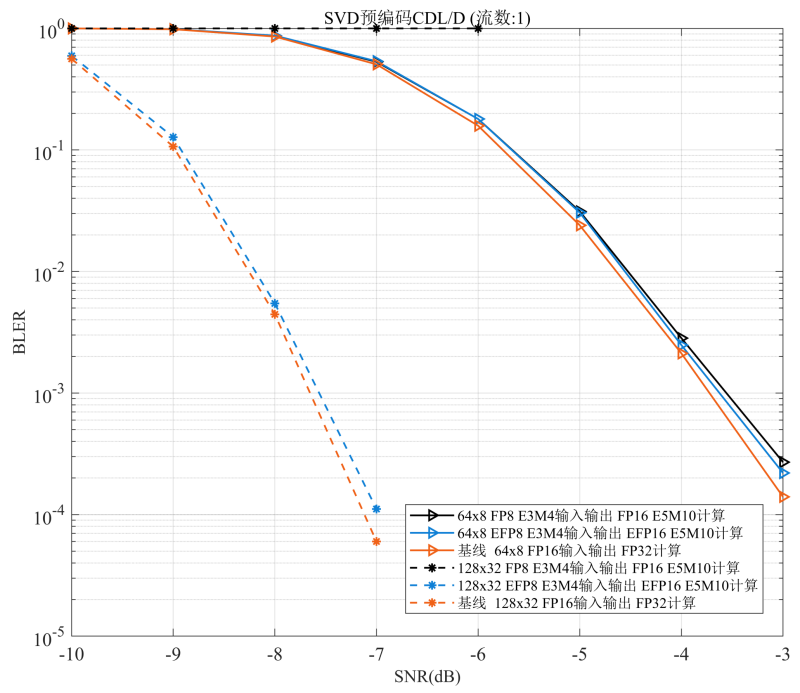 SVD预编码CDL/D (流数:1)
10^0
10^-1
10^-2
10^-3
10^-4
10^-5
BLER
64x8 FP8 E3M4输入输出 FP16 E5M10计算
64x8 EFP8 E3M4输入输出 EFP16 E5M10计算
基线 64x8 FP16输入输出 FP32计算
128x32 FP8 E3M4输入输出 FP16 E5M10计算
128x32 EFP8 E3M4输入输出 EFP16 E5M10计算
基线 128x32 FP16输入输出 FP32计算
-10 -9 -8 -7 -6 -5 -4 -3
SNR(dB)